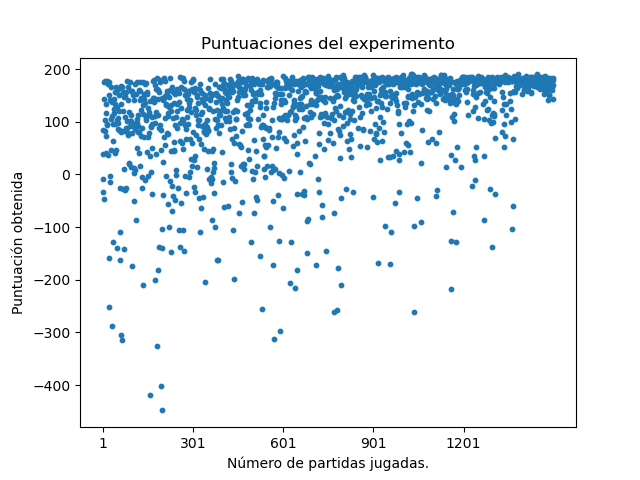 Puntuaciones del experimento
Puntuación obtenida
200
100
0
−100
−200
−300
−400
1 301 601 901 1201
Número de partidas jugadas.